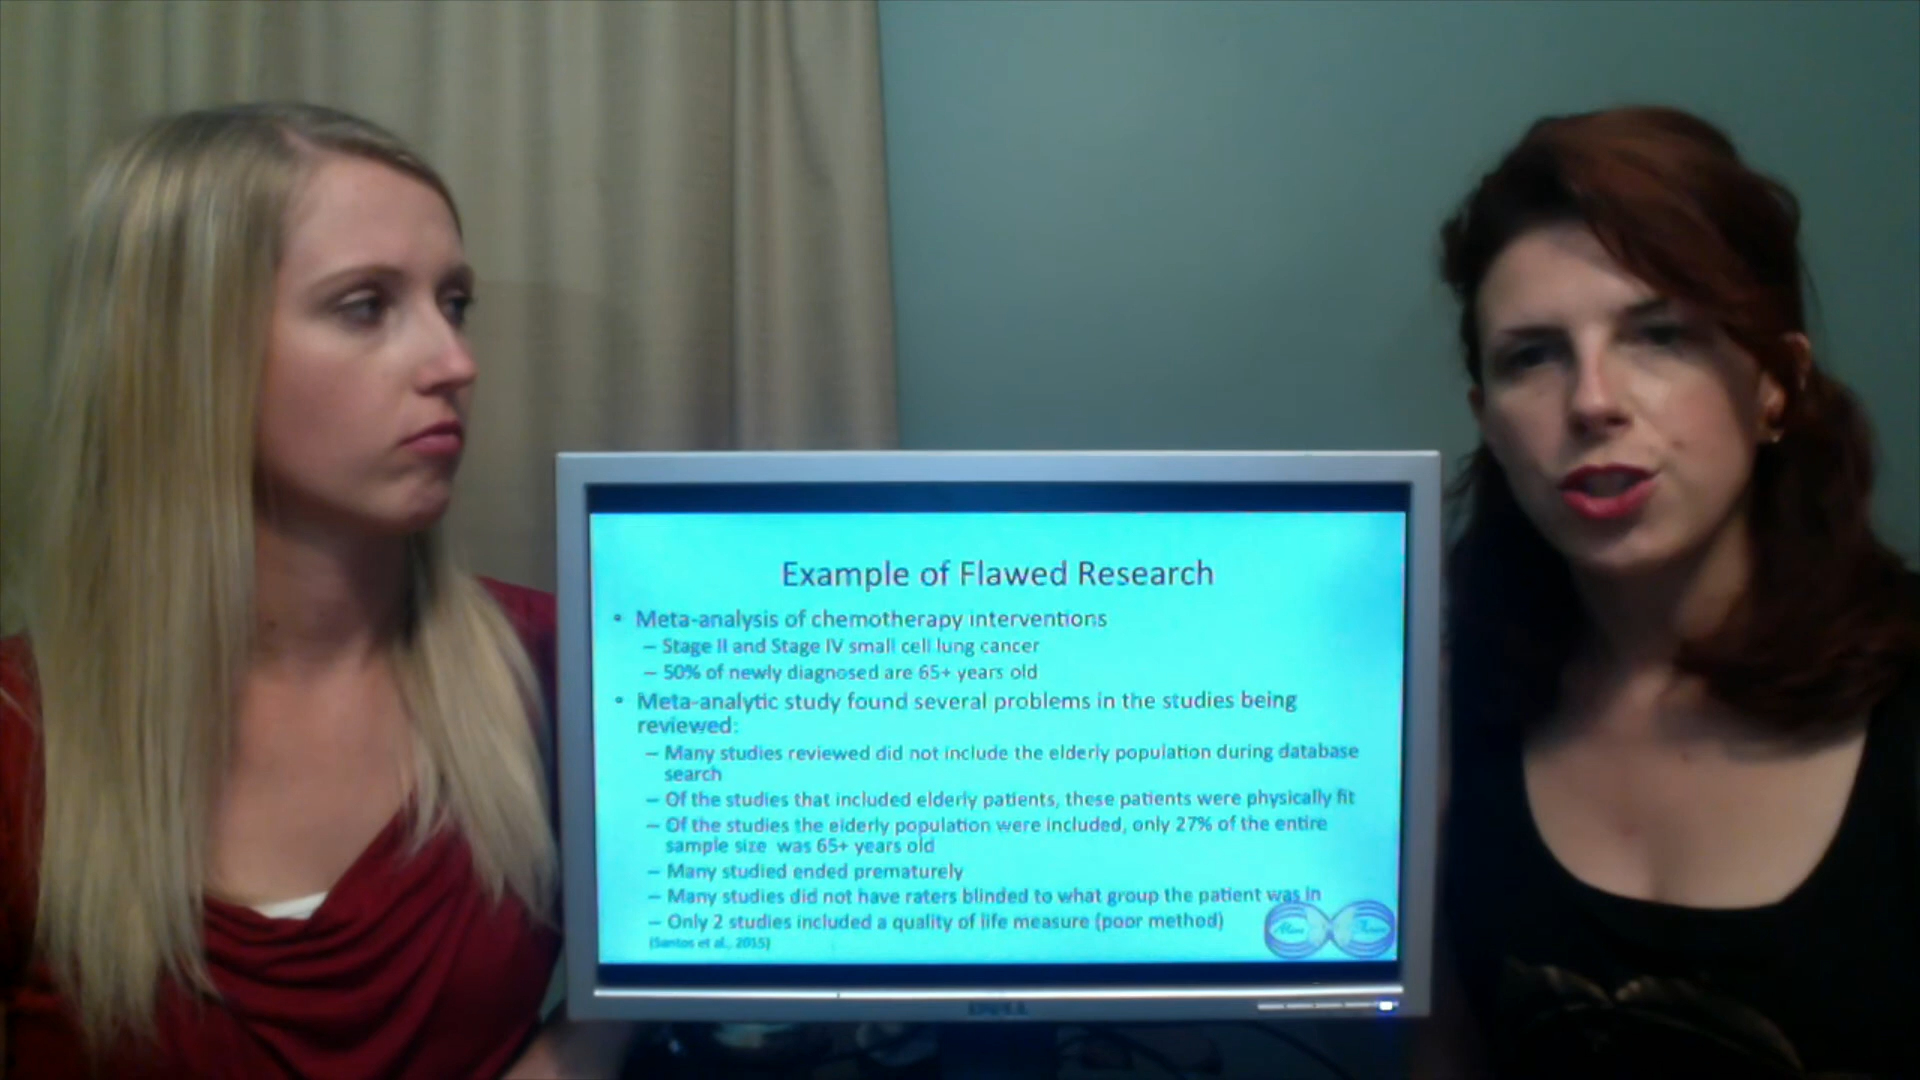 Example of Flawed Research
• Meta-analysis of chemotherapy interventions
– Stage II and Stage IV small cell lung cancer
– 50% of newly diagnosed are 65+ years old
• Meta-analytic study found several problems in the studies being
reviewed:
– Many studies reviewed did not include the elderly population during database
search
– Of the studies that included elderly patients, these patients were physically fit
– Of the studies the elderly population were included, only 27% of the entire
sample size was 65+ years old
– Many studied ended prematurely
– Many studies did not have raters blinded to what group the patient was in
– Only 2 studies included a quality of life measure (poor method)
(Santos et al., 2015)
DELL